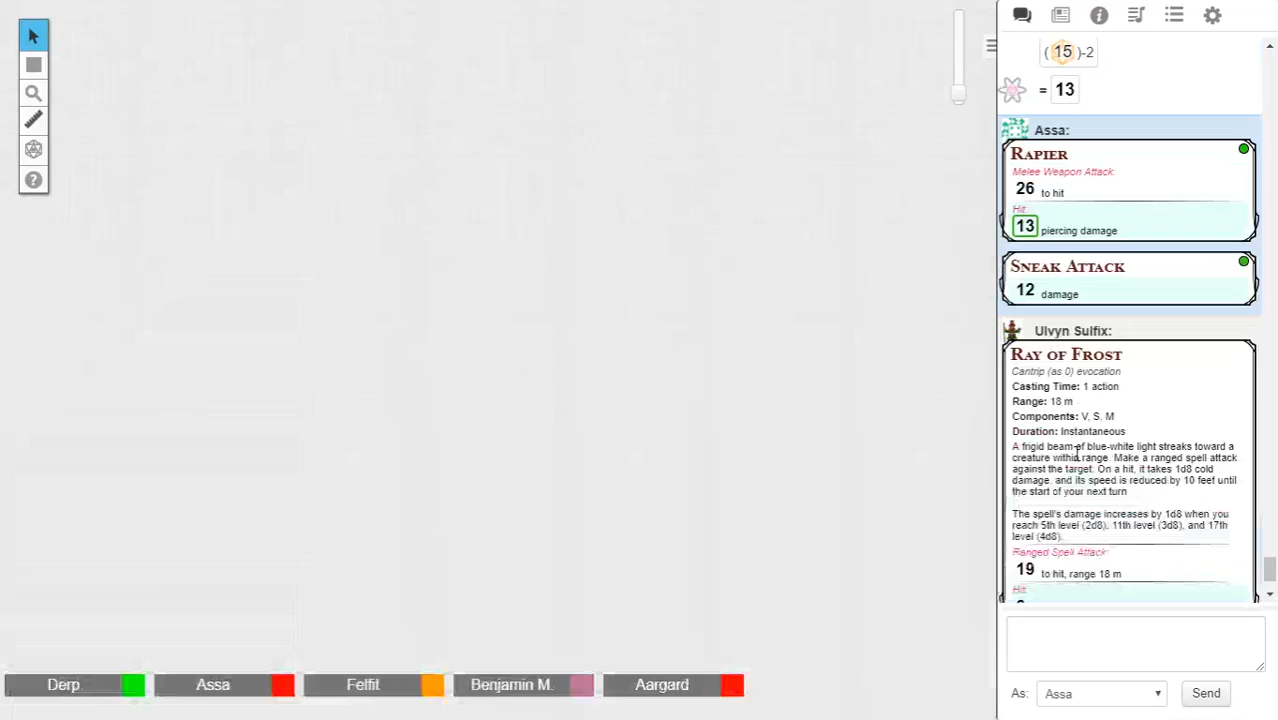 (15)-2
= 13
Assa:
Rapier
Melee Weapon Attack:
26 to hit
Hit:
13 piercing damage
Sneak Attack
12 damage
Ulvyn Sulfix:
Ray of Frost
Cantrip (as 0) evocation
Casting Time: 1 action
Range: 18 m
Components: V, S, M
Duration: Instantaneous
A frigid beam of blue-white light streaks toward a
creature within range. Make a ranged spell attack
against the target. On a hit, it takes 1d8 cold
damage, and its speed is reduced by 10 feet until
the start of your next turn
The spell's damage increases by 1d8 when you
reach 5th level (2d8), 11th level (3d8), and 17th
level (4d8).
Ranged Spell Attack:
19 to hit, range 18 m
Hit:
As: Assa Send
Derp Assa Felfit Benjamin M. Aargard